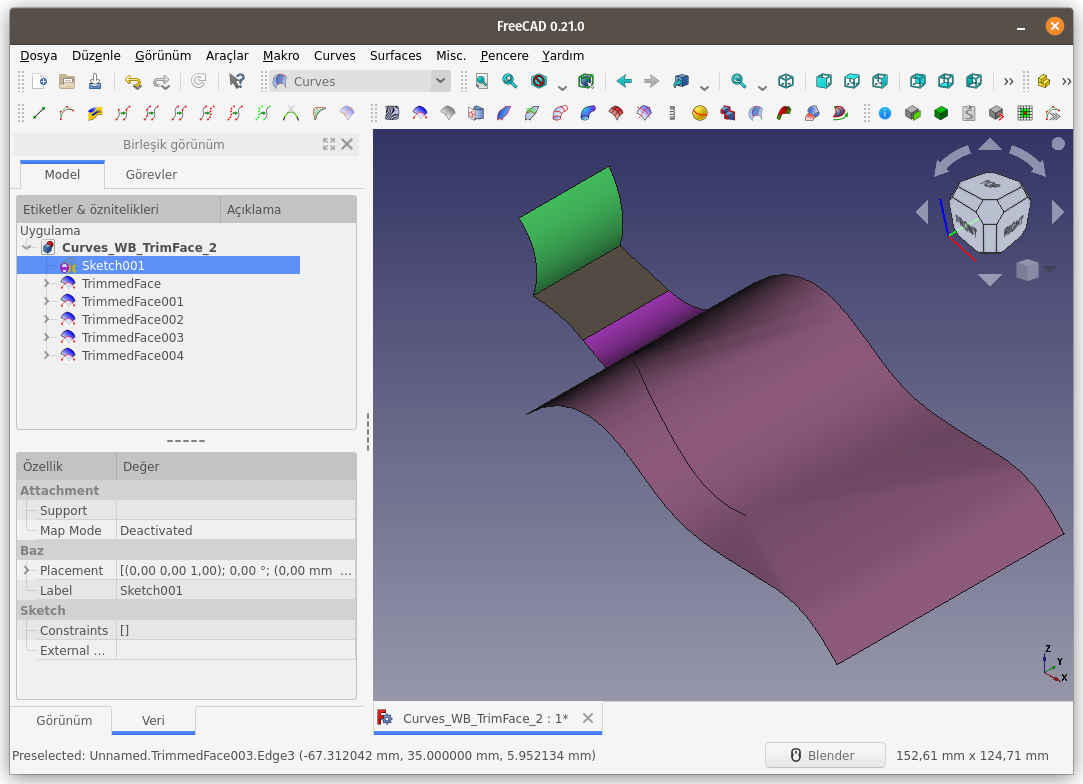 FreeCAD 0.21.0
Dosya Düzenle Görünüm Araçlar Makro Curves Surfaces Misc. Pencere Yardım
Curves
Birleşik görünüm
Model Görevler
Etiketler & öznitelikleri Açıklama
Uygulama
Curves_WB_TrimFace_2
Sketch001
TrimmedFace
TrimmedFace001
TrimmedFace002
TrimmedFace003
TrimmedFace004
Özellik Değer
Attachment
Support
Map Mode Deactivated
Baz
Placement [(0,00 0,00 1,00); 0,00 °; (0,00 mm ...
Label Sketch001
Sketch
Constraints []
External ...
Görünüm Veri
TOP
FRONT
RIGHT
Z
Y
X
Curves_WB_TrimFace_2 : 1*
Preselected: Unnamed.TrimmedFace003.Edge3 (-67.312042 mm, 35.000000 mm, 5.952134 mm)
Blender
152,61 mm x 124,71 mm